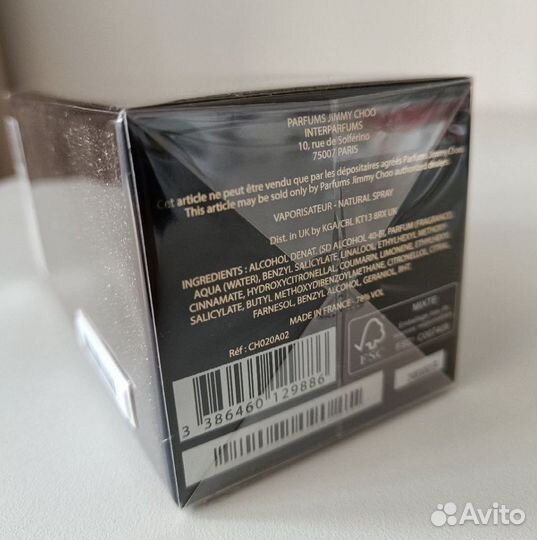 PARFUMS JIMMY CHOO
INTERPARFUMS
10, rue de Solférino
75007 PARIS
Cet article ne peut être vendu que par les dépositaires agréés Parfums Jimmy Choo
This article may be sold only by Parfums Jimmy Choo authorized dealers.
VAPORISATEUR - NATURAL SPRAY
Dist. in UK by KGA/CBL KT13 8RX UK
INGREDIENTS : ALCOHOL DENAT. (SD ALCOHOL 40-B), PARFUM (FRAGRANCE),
AQUA (WATER), BENZYL SALICYLATE, LINALOOL, ETHYLHEXYL METHOXY-
CINNAMATE, HYDROXYCITRONELLAL, COUMARIN, LIMONENE, ETHYLHEXYL
SALICYLATE, BUTYL METHOXYDIBENZOYLMETHANE, CITRONELLOL, CITRAL,
FARNESOL, BENZYL ALCOHOL, GERANIOL, BHT.
MADE IN FRANCE - 78% VOL
Réf : CH020A02
MIXTE
FSC
3 386460 129886
Avito